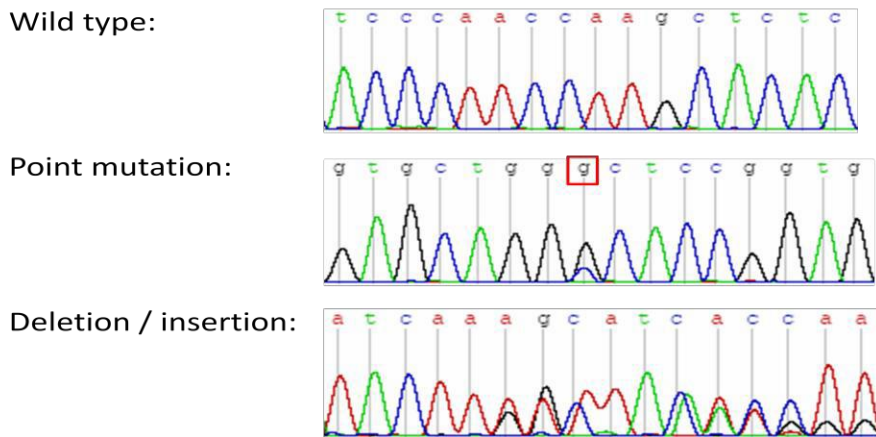 Wild type:
t c c c a a c c a a g c t c t c
Point mutation:
g t g c t g g g c t c c g g t g
Deletion / insertion:
a t c a a a g c a t c a c c a a